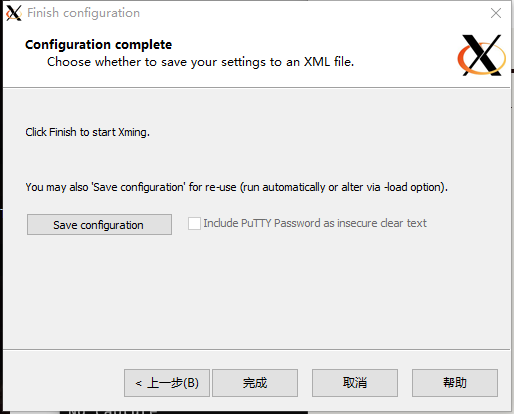 Finish configuration
Configuration complete
Choose whether to save your settings to an XML file.
Click Finish to start Xming.
You may also 'Save configuration' for re-use (run automatically or alter via -load option).
Save configuration
Include PuTTY Password as insecure clear text
< 上一步(B)
完成
取消
帮助